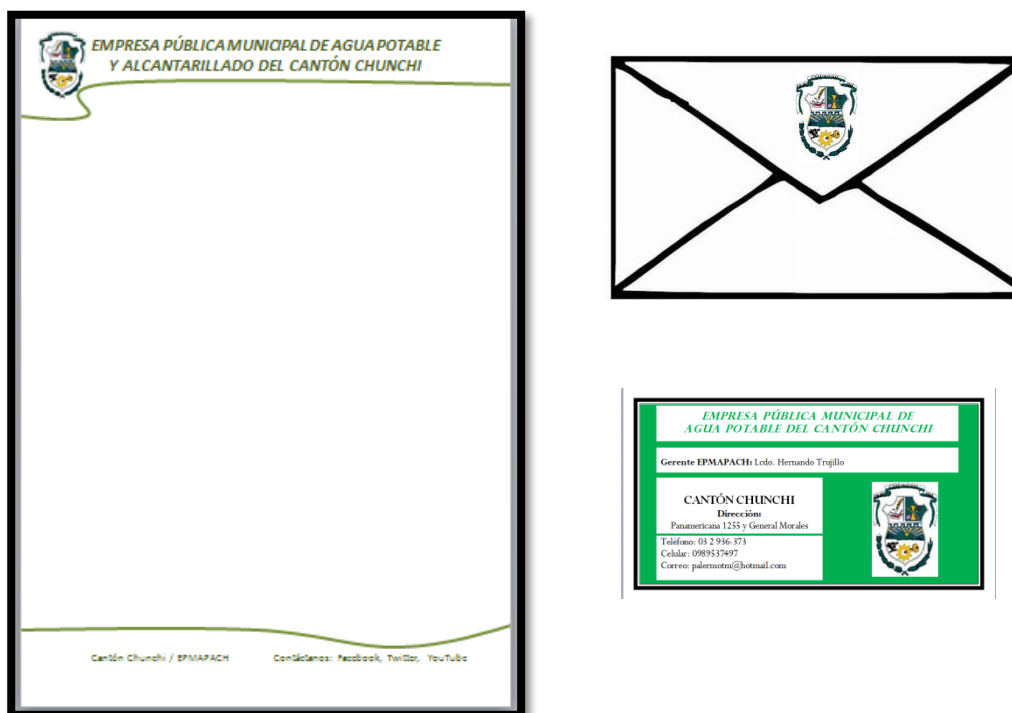 EMPRESA PÚBLICA MUNICIPAL DE AGUA POTABLE
Y ALCANTARILLADO DEL CANTÓN CHUNCHI
Cantón Chunchi / EPMAPACH Contáctanos: Facebook, Twitter, YouTube
EMPRESA PÚBLICA MUNICIPAL DE
AGUA POTABLE DEL CANTÓN CHUNCHI
Gerente EPMAPACH: Lcdo. Hernando Trujillo
CANTÓN CHUNCHI
Dirección:
Panamericana 1255 y General Morales
Teléfono: 03 2 936-373
Celular: 0989537497
Correo: palermotm@hotmail.com